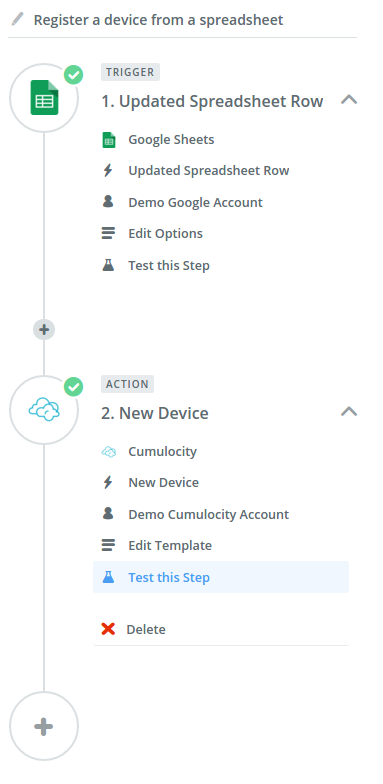 Register a device from a spreadsheet
TRIGGER
1. Updated Spreadsheet Row
Google Sheets
Updated Spreadsheet Row
Demo Google Account
Edit Options
Test this Step
ACTION
2. New Device
Cumulocity
New Device
Demo Cumulocity Account
Edit Template
Test this Step
Delete